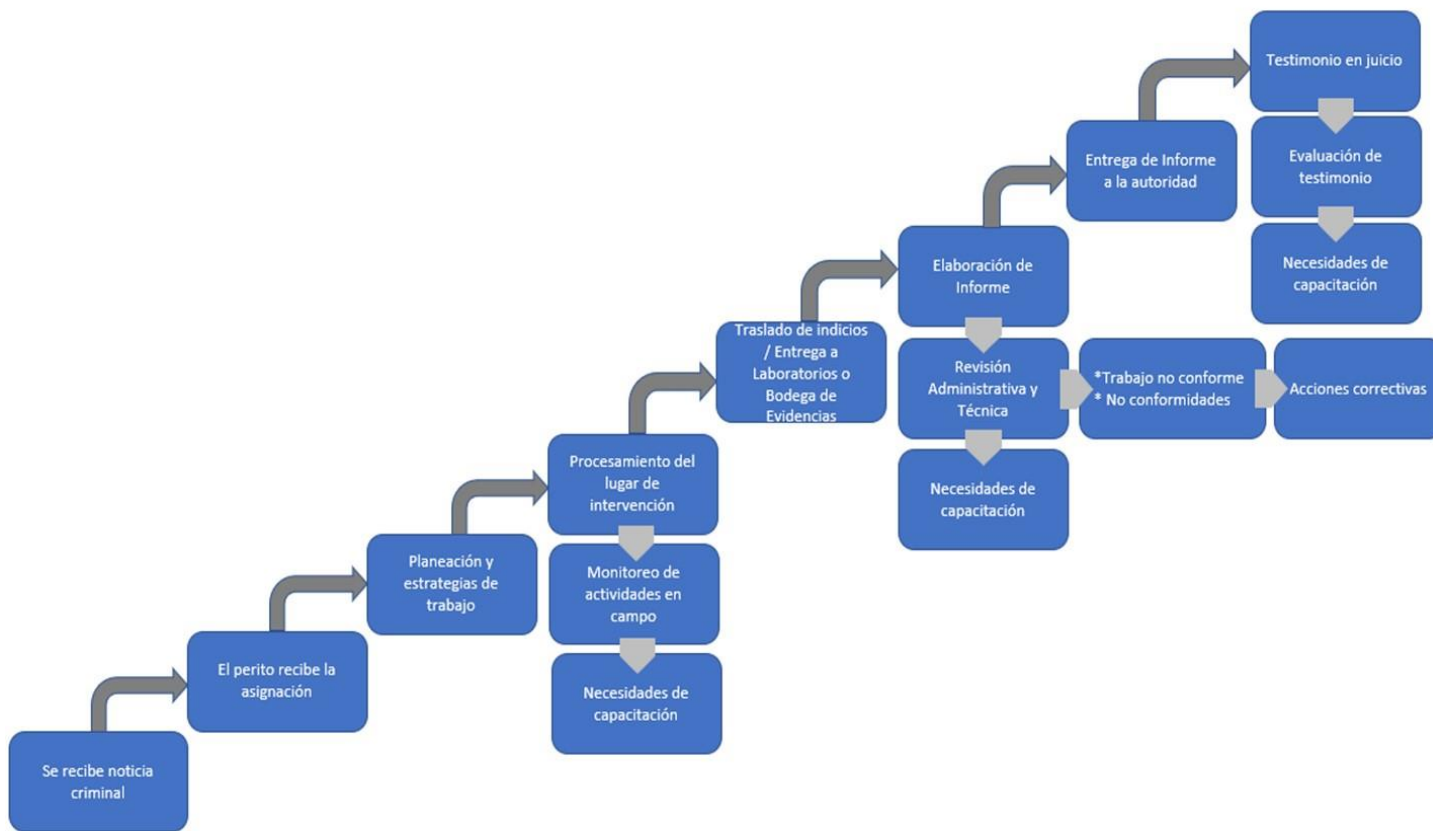 Testimonio en juicio
Evaluación de
testimonio
Necesidades de
capacitación
Entrega de Informe
a la autoridad
Elaboración de
Informe
Revisión
Administrativa y
Técnica
*Trabajo no conforme
* No conformidades
Acciones correctivas
Necesidades de
capacitación
Traslado de indicios
/ Entrega a
Laboratorios o
Bodega de
Evidencias
Procesamiento del
lugar de
intervención
Monitoreo de
actividades en
campo
Necesidades de
capacitación
Planeación y
estrategias de
trabajo
El perito recibe la
asignación
Se recibe noticia
criminal